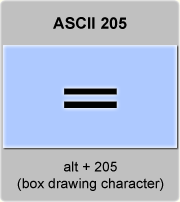 ASCII 205
═
alt + 205
(box drawing character)